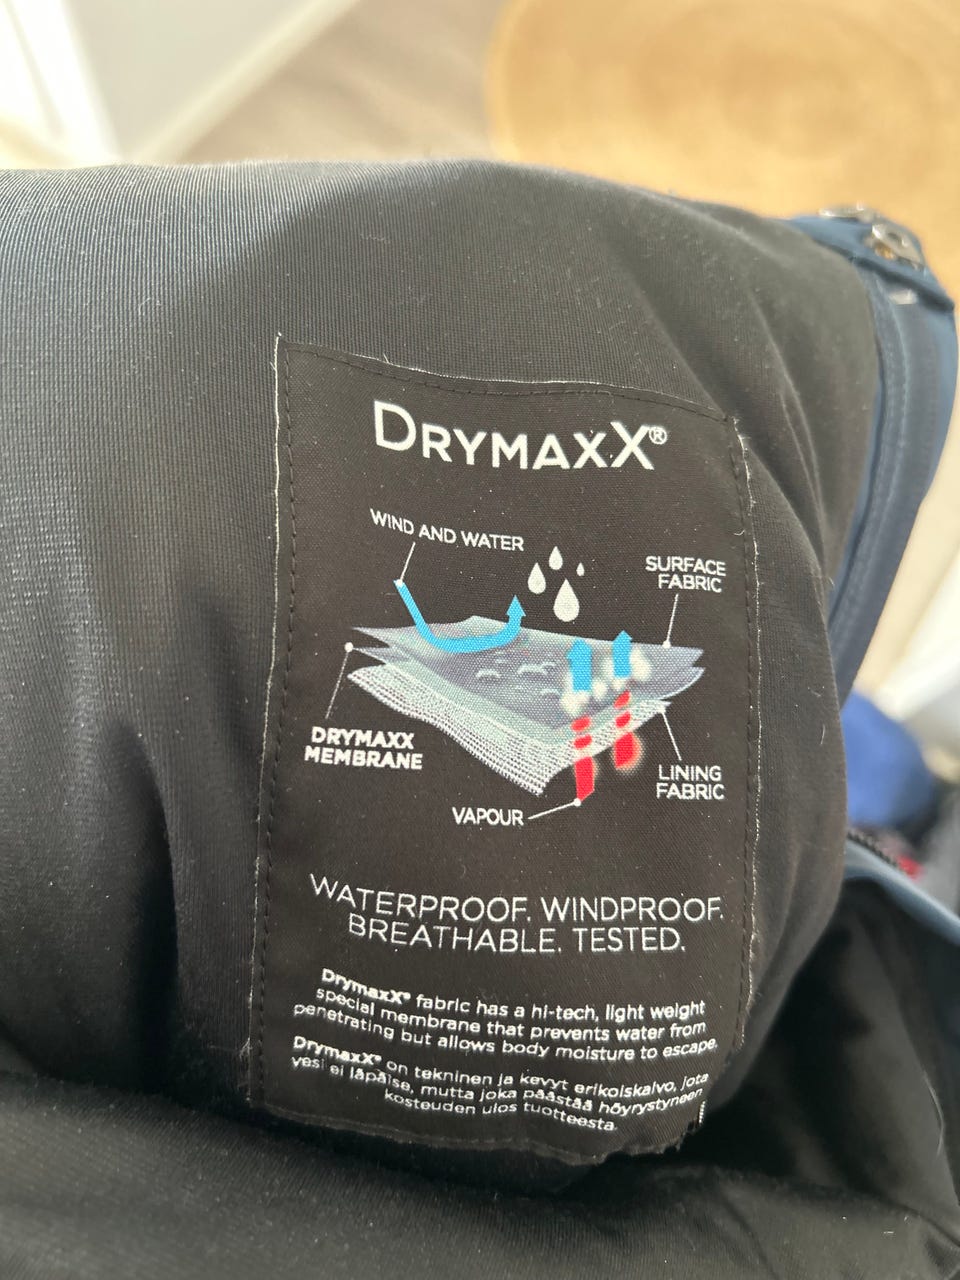 DRYMAXX®
WIND AND WATER
SURFACE
FABRIC
DRYMAXX
MEMBRANE
LINING
FABRIC
VAPOUR
WATERPROOF. WINDPROOF.
BREATHABLE. TESTED.
DrymaxX® fabric has a hi-tech, light weight
special membrane that prevents water from
penetrating but allows body moisture to escape.
DrymaxX® on tekninen ja kevyt erikoiskalvo, jota
vesi ei läpäise, mutta joka päästää höyrystyneen
kosteuden ulos tuotteesta.